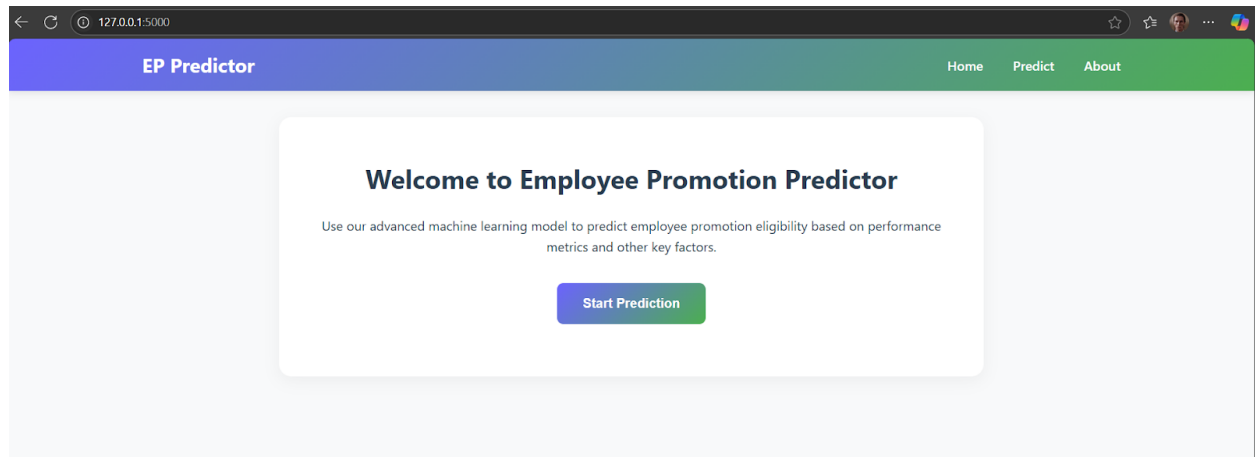 127.0.0.1:5000
EP Predictor
Home Predict About
Welcome to Employee Promotion Predictor
Use our advanced machine learning model to predict employee promotion eligibility based on performance
metrics and other key factors.
Start Prediction